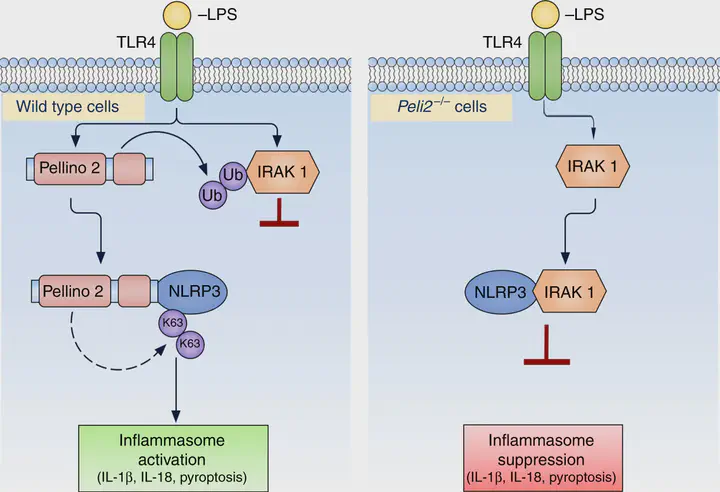 –LPS
TLR4
Wild type cells
Pellino 2
Ub
Ub
IRAK 1
Pellino 2
NLRP3
K63
K63
Inflammasome
activation
(IL-1β, IL-18, pyroptosis)
–LPS
TLR4
Peli2−/− cells
IRAK 1
NLRP3
IRAK 1
Inflammasome
suppression
(IL-1β, IL-18, pyroptosis)